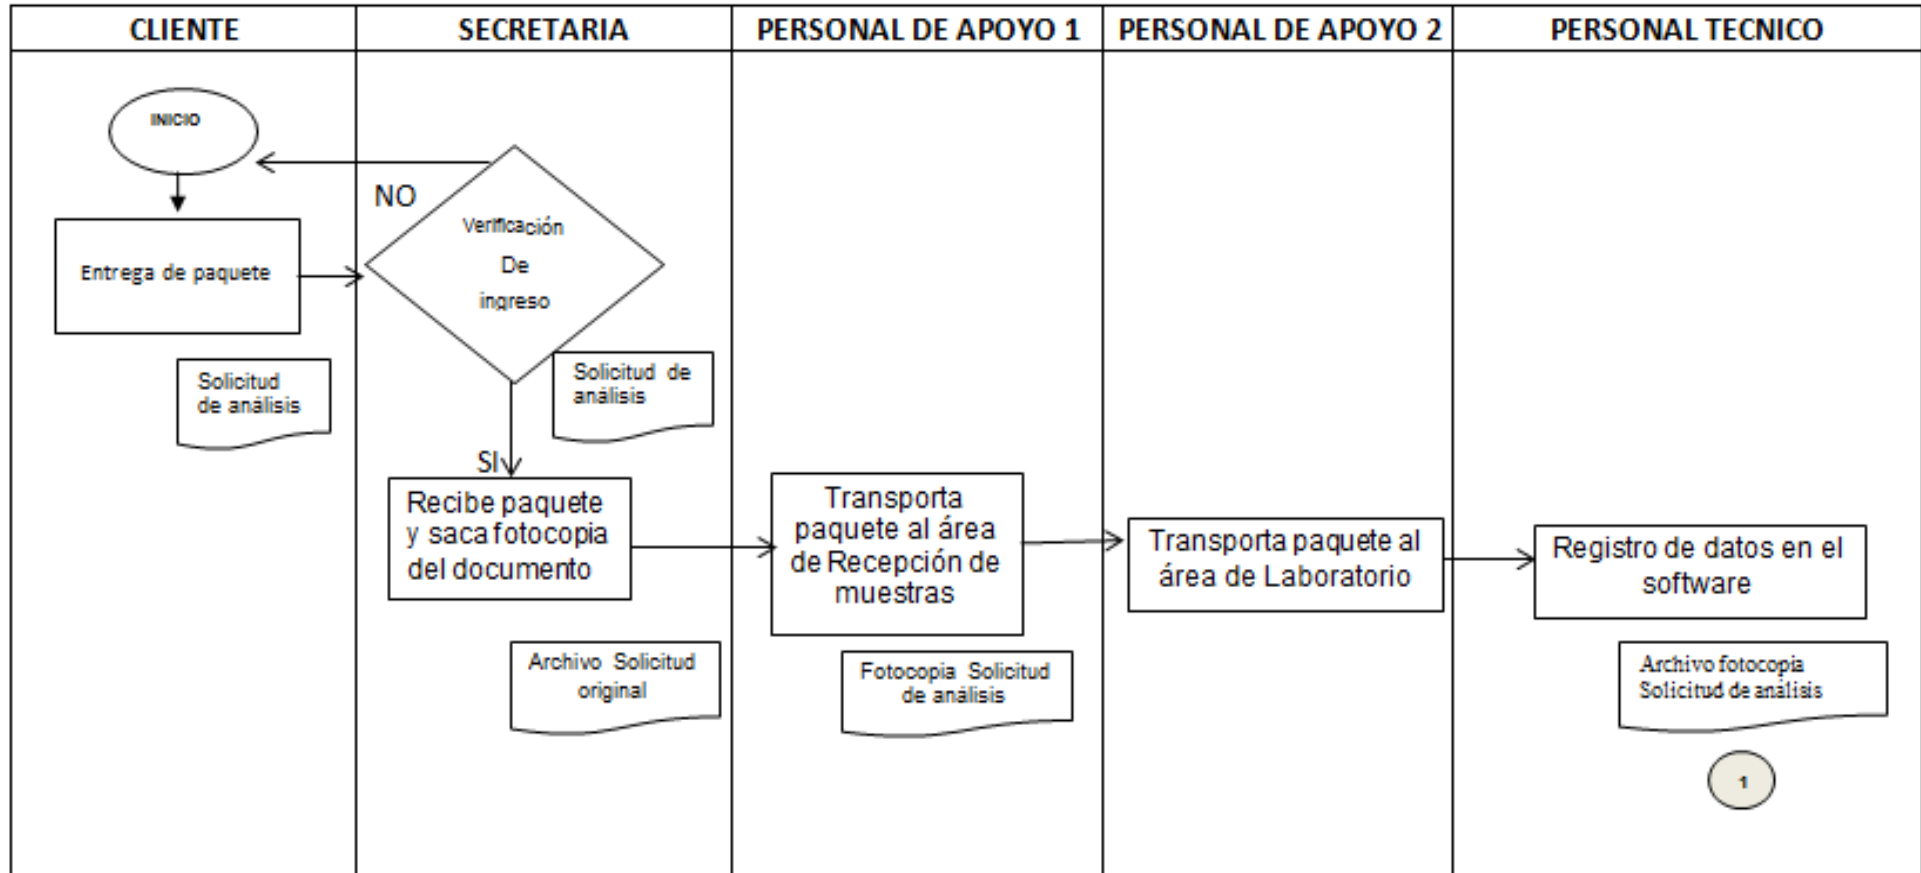 CLIENTE
SECRETARIA
PERSONAL DE APOYO 1
PERSONAL DE APOYO 2
PERSONAL TECNICO
INICIO
Entrega de paquete
Solicitud
de análisis
NO
Verificación
De
ingreso
Solicitud de
análisis
SI
Recibe paquete
y saca fotocopia
del documento
Archivo Solicitud
original
Transporta
paquete al área
de Recepción de
muestras
Fotocopia Solicitud
de análisis
Transporta paquete al
área de Laboratorio
Registro de datos en el
software
Archivo fotocopia
Solicitud de análisis
1